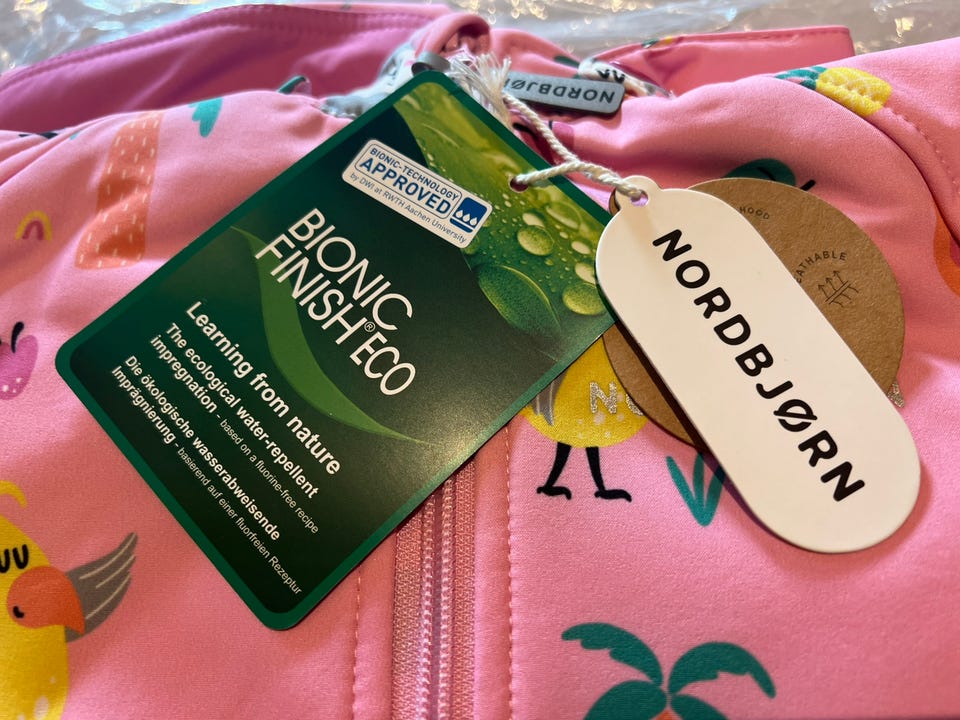 NORDBJØ
NORDBJØRN
BIONIC-TECHNOLOGY
APPROVED
by DWI at RWTH Aachen University
BIONIC
FINISH® ECO
Learning from nature
The ecological water-repellent
impregnation - based on a fluorine-free recipe
Die ökologische wasserabweisende
Imprägnierung - basierend auf einer fluorfreien Rezeptur